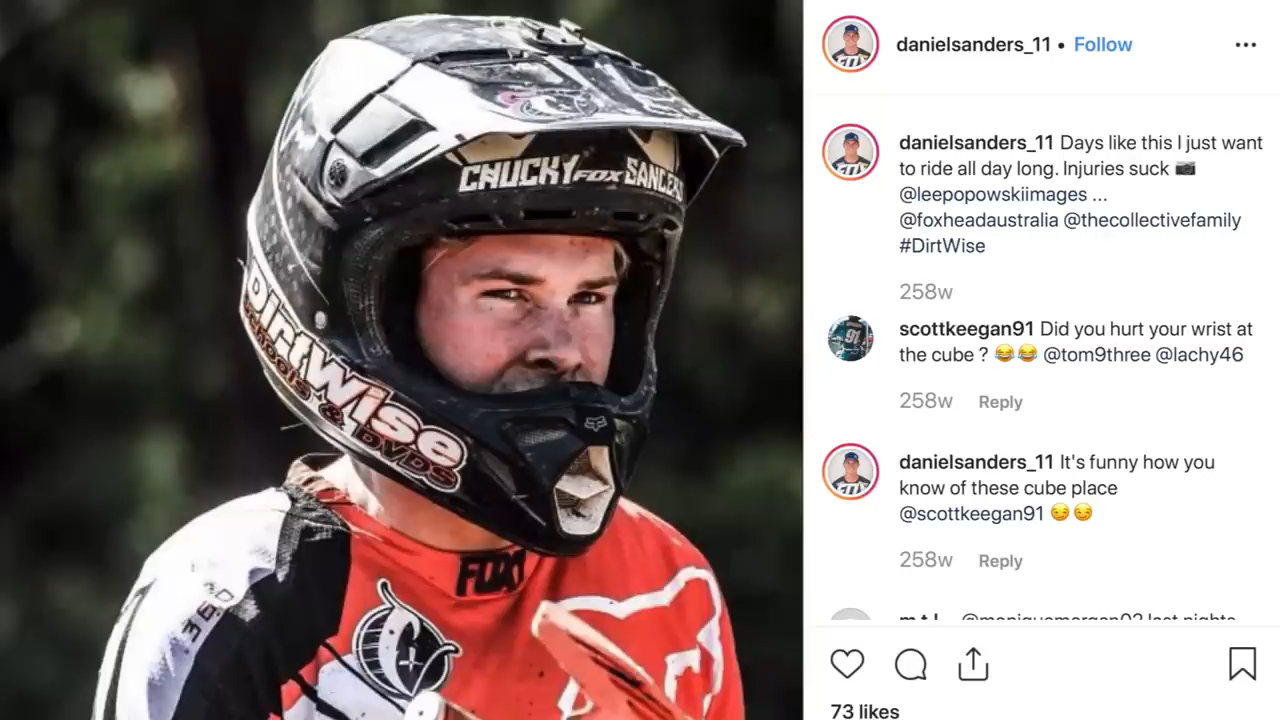 CHUCKY FOX SANDERS
DirtWise
SCHOOLS & DVDS
FOX
360
danielsanders_11 • Follow
danielsanders_11 Days like this I just want
to ride all day long. Injuries suck 📷
@leepopowskiimages ...
@foxheadaustralia @thecollectivefamily
#DirtWise
258w
scottkeegan91 Did you hurt your wrist at
the cube ? 😂😂 @tom9three @lachy46
258w Reply
danielsanders_11 It's funny how you
know of these cube place
@scottkeegan91 😏😏
258w Reply
73 likes